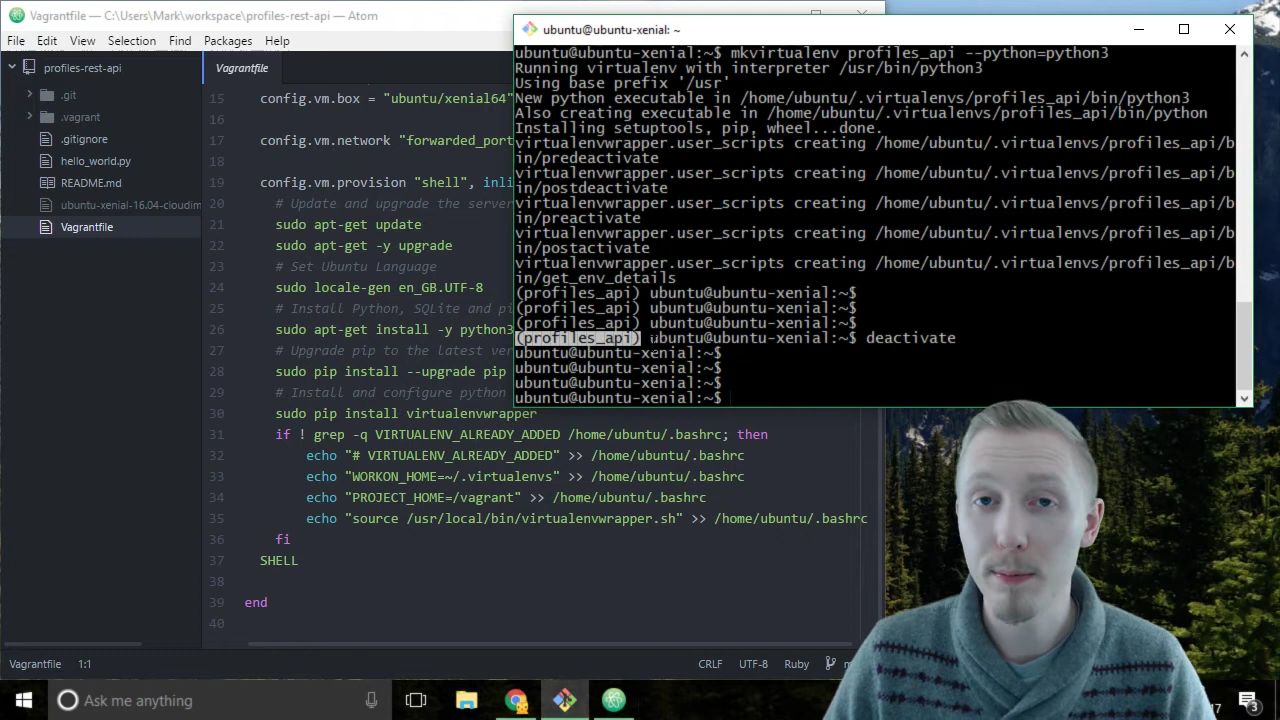 Vagrantfile — C:\Users\Mark\workspace\profiles-rest-api — Atom
File Edit View Selection Find Packages Help
profiles-rest-api
.git
.vagrant
.gitignore
hello_world.py
README.md
ubuntu-xenial-16.04-cloudim
Vagrantfile
Vagrantfile
15 config.vm.box = "ubuntu/xenial64"
16
17 config.vm.network "forwarded_port
18
19 config.vm.provision "shell", inli
20 # Update and upgrade the server
21 sudo apt-get update
22 sudo apt-get -y upgrade
23 # Set Ubuntu Language
24 sudo locale-gen en_GB.UTF-8
25 # Install Python, SQLite and pi
26 sudo apt-get install -y python3
27 # Upgrade pip to the latest ver
28 sudo pip install --upgrade pip
29 # Install and configure python
30 sudo pip install virtualenvwrapper
31 if ! grep -q VIRTUALENV_ALREADY_ADDED /home/ubuntu/.bashrc; then
32 echo "# VIRTUALENV_ALREADY_ADDED" >> /home/ubuntu/.bashrc
33 echo "WORKON_HOME=~/.virtualenvs" >> /home/ubuntu/.bashrc
34 echo "PROJECT_HOME=/vagrant" >> /home/ubuntu/.bashrc
35 echo "source /usr/local/bin/virtualenvwrapper.sh" >> /home/ubuntu/.bashrc
36 fi
37 SHELL
38
39 end
40
Vagrantfile 1:1 CRLF UTF-8 Ruby
ubuntu@ubuntu-xenial: ~
ubuntu@ubuntu-xenial:~$ mkvirtualenv profiles_api --python=python3
Running virtualenv with interpreter /usr/bin/python3
Using base prefix '/usr'
New python executable in /home/ubuntu/.virtualenvs/profiles_api/bin/python3
Also creating executable in /home/ubuntu/.virtualenvs/profiles_api/bin/python
Installing setuptools, pip, wheel...done.
virtualenvwrapper.user_scripts creating /home/ubuntu/.virtualenvs/profiles_api/b
in/predeactivate
virtualenvwrapper.user_scripts creating /home/ubuntu/.virtualenvs/profiles_api/b
in/postdeactivate
virtualenvwrapper.user_scripts creating /home/ubuntu/.virtualenvs/profiles_api/b
in/preactivate
virtualenvwrapper.user_scripts creating /home/ubuntu/.virtualenvs/profiles_api/b
in/postactivate
virtualenvwrapper.user_scripts creating /home/ubuntu/.virtualenvs/profiles_api/b
in/get_env_details
(profiles_api) ubuntu@ubuntu-xenial:~$
(profiles_api) ubuntu@ubuntu-xenial:~$
(profiles_api) ubuntu@ubuntu-xenial:~$
(profiles_api) ubuntu@ubuntu-xenial:~$ deactivate
ubuntu@ubuntu-xenial:~$
ubuntu@ubuntu-xenial:~$
ubuntu@ubuntu-xenial:~$
ubuntu@ubuntu-xenial:~$
Ask me anything
17
3